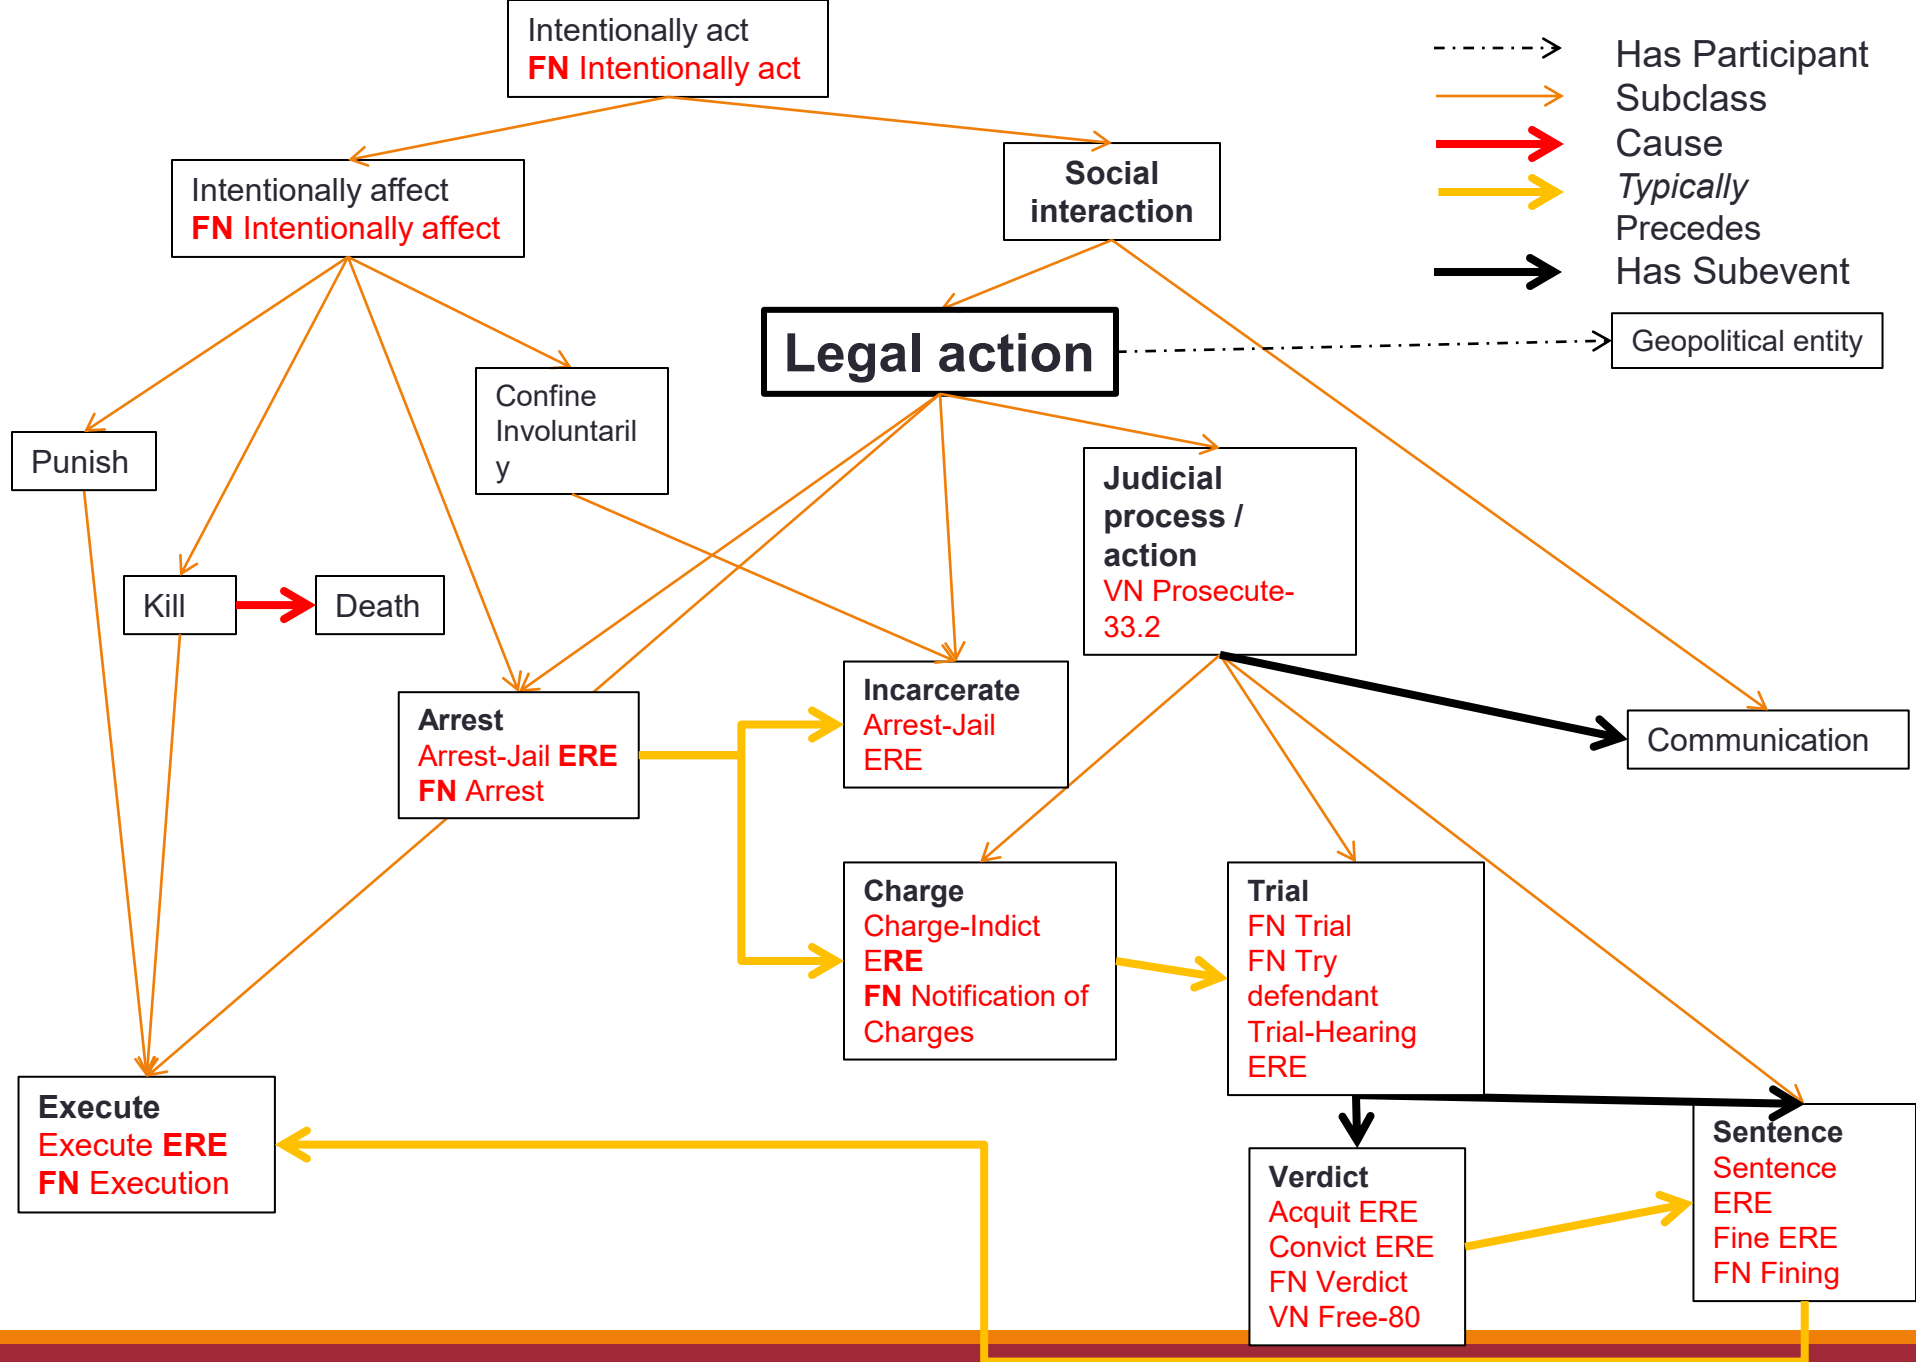 Intentionally act
FN Intentionally act
Has Participant
Subclass
Cause
Typically
Precedes
Has Subevent
Intentionally affect
FN Intentionally affect
Social
interaction
Legal action
Geopolitical entity
Confine
Involuntaril
y
Punish
Judicial
process /
action
VN Prosecute-
33.2
Kill
Death
Arrest
Arrest-Jail ERE
FN Arrest
Incarcerate
Arrest-Jail
ERE
Communication
Charge
Charge-Indict
ERE
FN Notification of
Charges
Trial
FN Trial
FN Try
defendant
Trial-Hearing
ERE
Execute
Execute ERE
FN Execution
Verdict
Acquit ERE
Convict ERE
FN Verdict
VN Free-80
Sentence
Sentence
ERE
Fine ERE
FN Fining